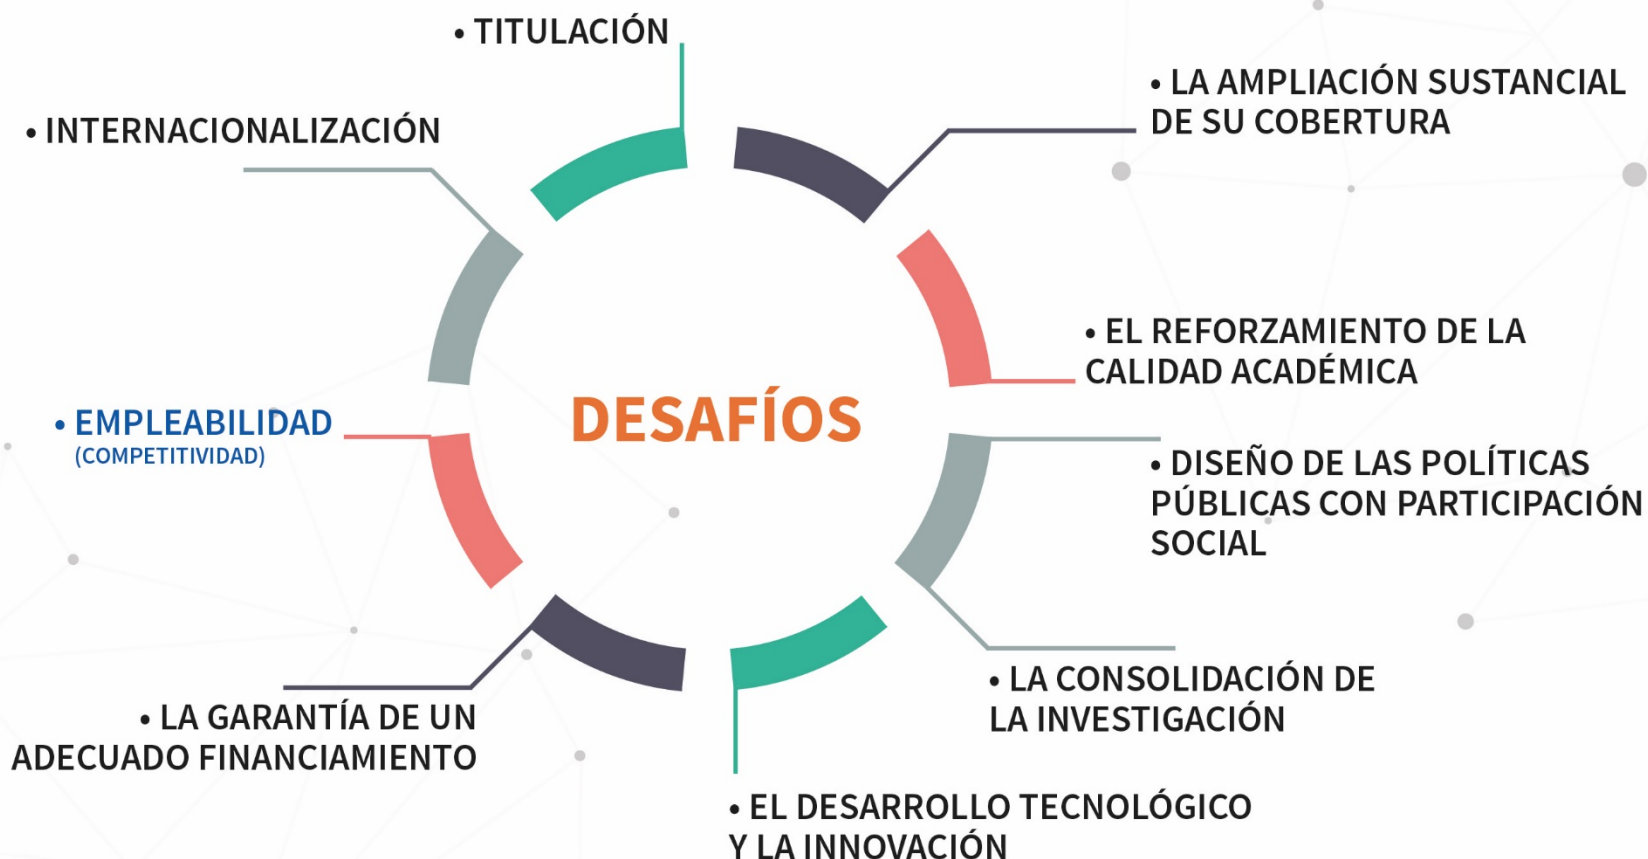 • TITULACIÓN
• LA AMPLIACIÓN SUSTANCIAL
DE SU COBERTURA
• INTERNACIONALIZACIÓN
• EL REFORZAMIENTO DE LA
CALIDAD ACADÉMICA
DESAFÍOS
• EMPLEABILIDAD
(COMPETITIVIDAD)
• DISEÑO DE LAS POLÍTICAS
PÚBLICAS CON PARTICIPACIÓN
SOCIAL
• LA CONSOLIDACIÓN DE
LA INVESTIGACIÓN
• LA GARANTÍA DE UN
ADECUADO FINANCIAMIENTO
• EL DESARROLLO TECNOLÓGICO
Y LA INNOVACIÓN